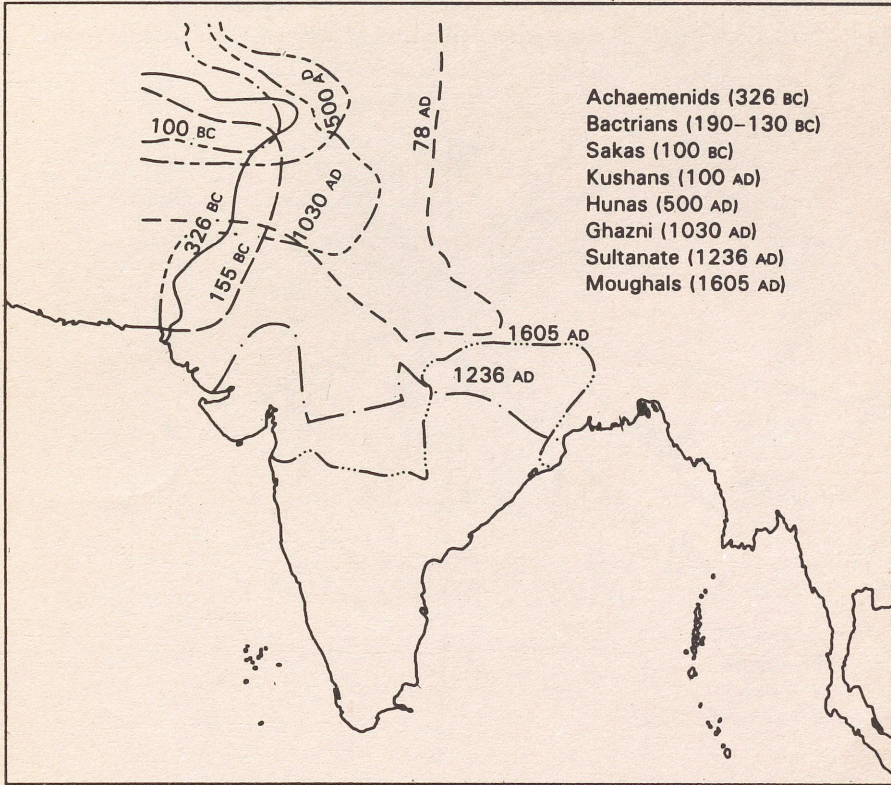 500 AD
78 AD
100 BC
1030 AD
326 BC
155 BC
1605 AD
1236 AD
Achaemenids (326 BC)
Bactrians (190–130 BC)
Sakas (100 BC)
Kushans (100 AD)
Hunas (500 AD)
Ghazni (1030 AD)
Sultanate (1236 AD)
Moughals (1605 AD)